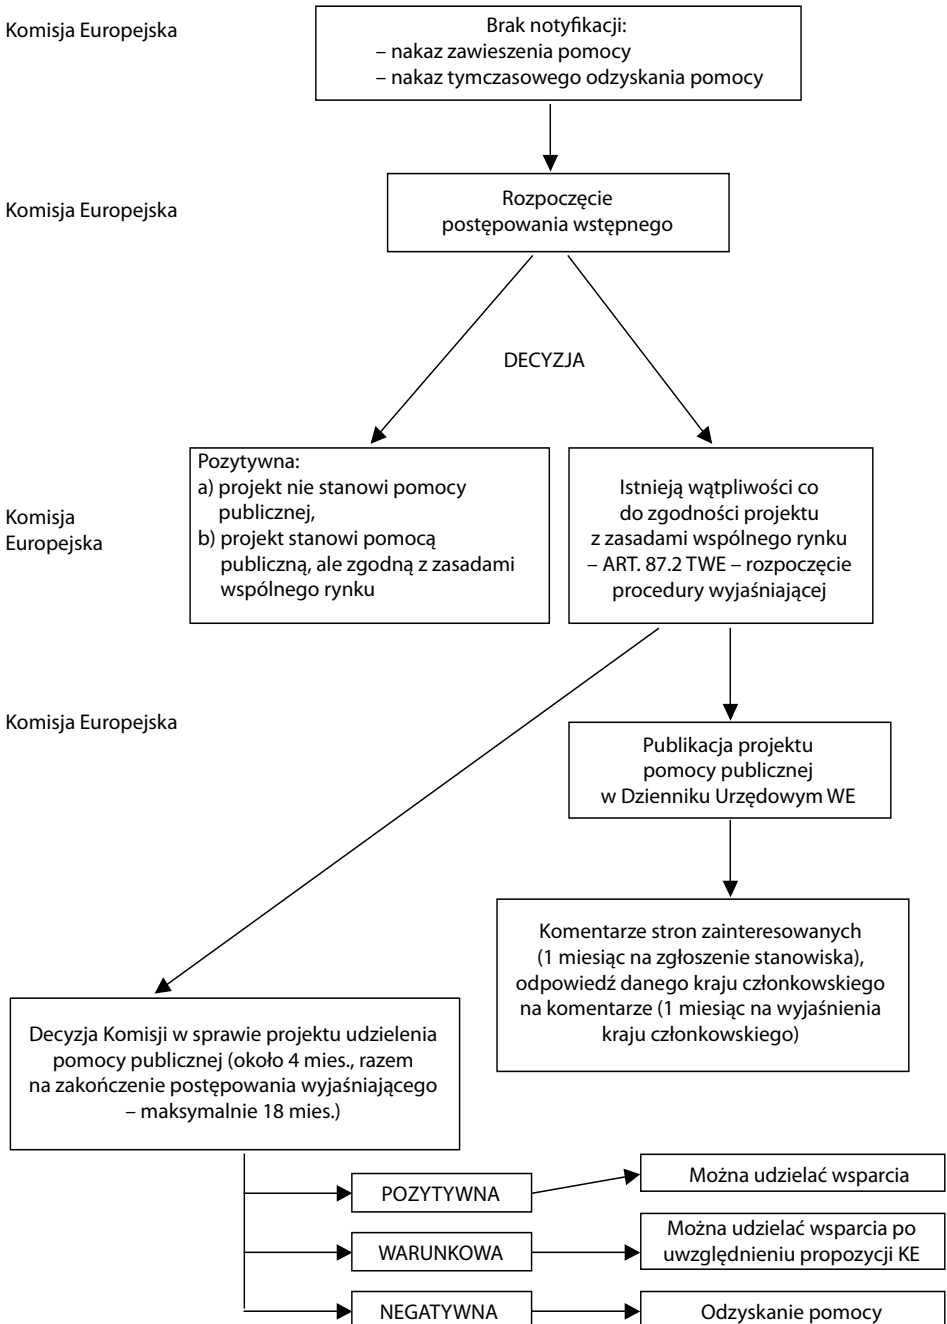 Komisja Europejska
Brak notyfikacji:
– nakaz zawieszenia pomocy
– nakaz tymczasowego odzyskania pomocy
Komisja Europejska
Rozpoczęcie
postępowania wstępnego
DECYZJA
Komisja
Europejska
Pozytywna:
a) projekt nie stanowi pomocy
publicznej,
b) projekt stanowi pomocą
publiczną, ale zgodną z zasadami
wspólnego rynku
Istnieją wątpliwości co
do zgodności projektu
z zasadami wspólnego rynku
– ART. 87.2 TWE – rozpoczęcie
procedury wyjaśniającej
Komisja Europejska
Publikacja projektu
pomocy publicznej
w Dzienniku Urzędowym WE
Komentarze stron zainteresowanych
(1 miesiąc na zgłoszenie stanowiska),
odpowiedź danego kraju członkowskiego
na komentarze (1 miesiąc na wyjaśnienia
kraju członkowskiego)
Decyzja Komisji w sprawie projektu udzielenia
pomocy publicznej (około 4 mies., razem
na zakończenie postępowania wyjaśniającego
– maksymalnie 18 mies.)
POZYTYWNA
Można udzielać wsparcia
WARUNKOWA
Można udzielać wsparcia po
uwzględnieniu propozycji KE
NEGATYWNA
Odzyskanie pomocy